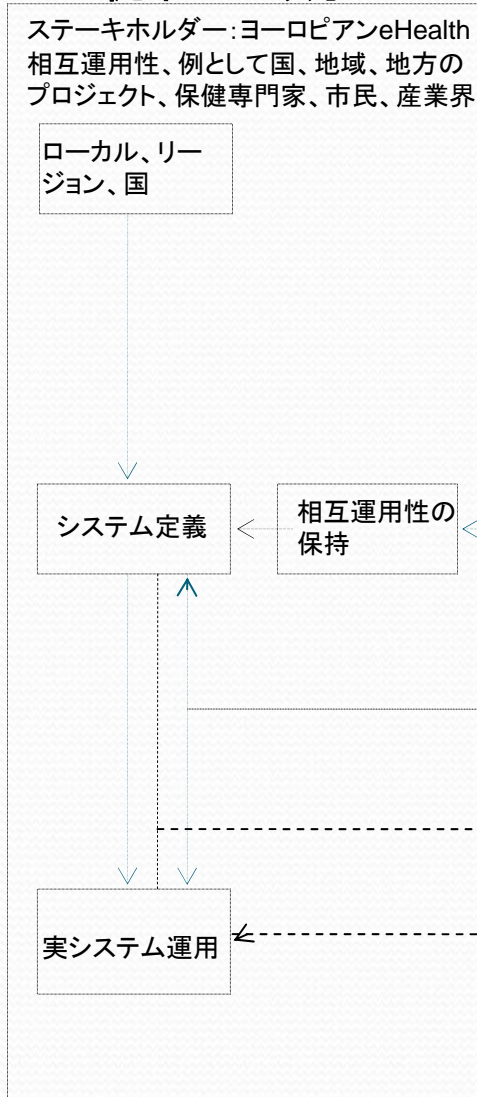 ステーキホルダー：ヨーロピアンeHealth
相互運用性、例として国、地域、地方の
プロジェクト、保健専門家、市民、産業界
ローカル、リー
ジョン、国
システム定義
相互運用性の
保持
実システム運用